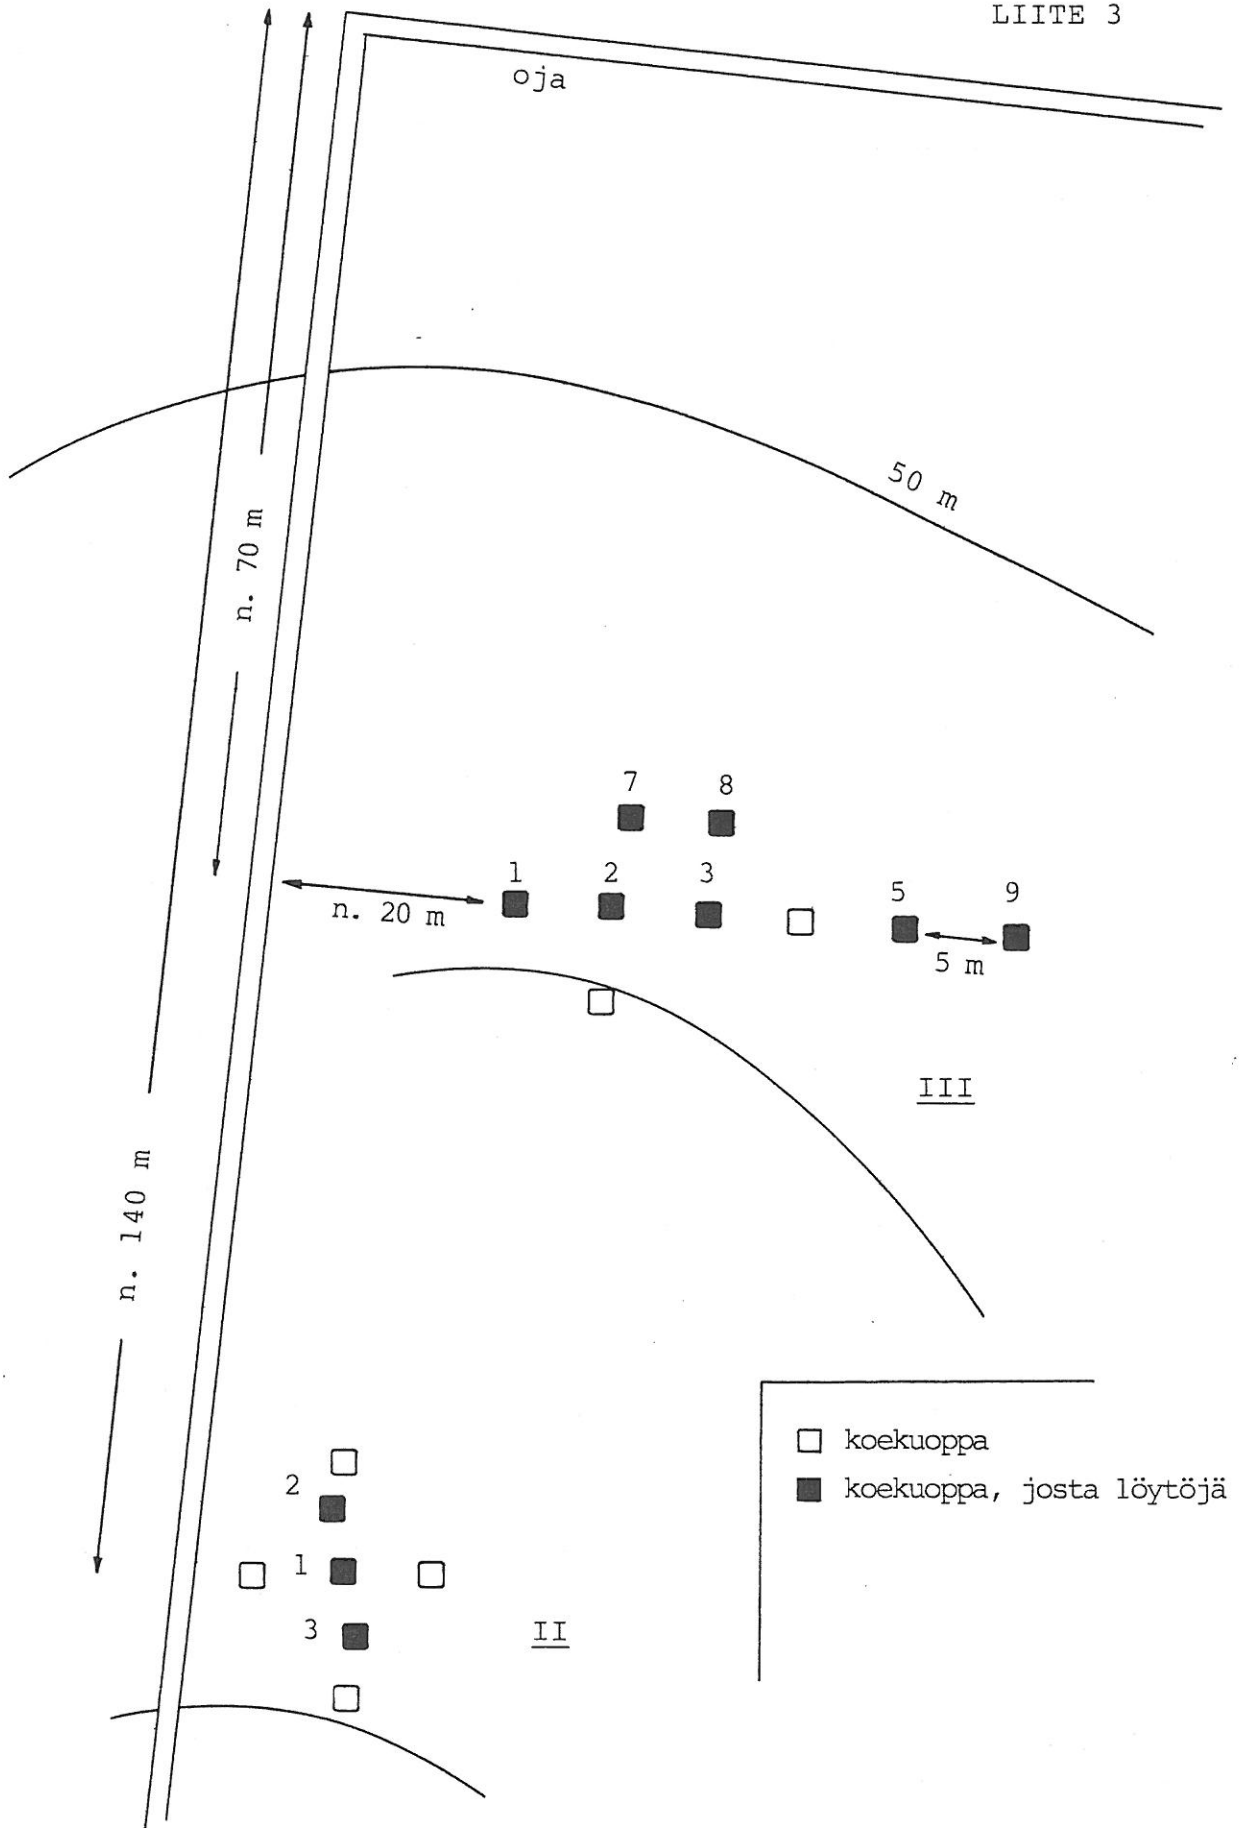 LIITE 3
oja
50 m
n. 70 m
7 8
1 2 3 5 9
n. 20 m
5 m
III
n. 140 m
koekuoppa
koekuoppa, josta löytöjä
2
1
3
II